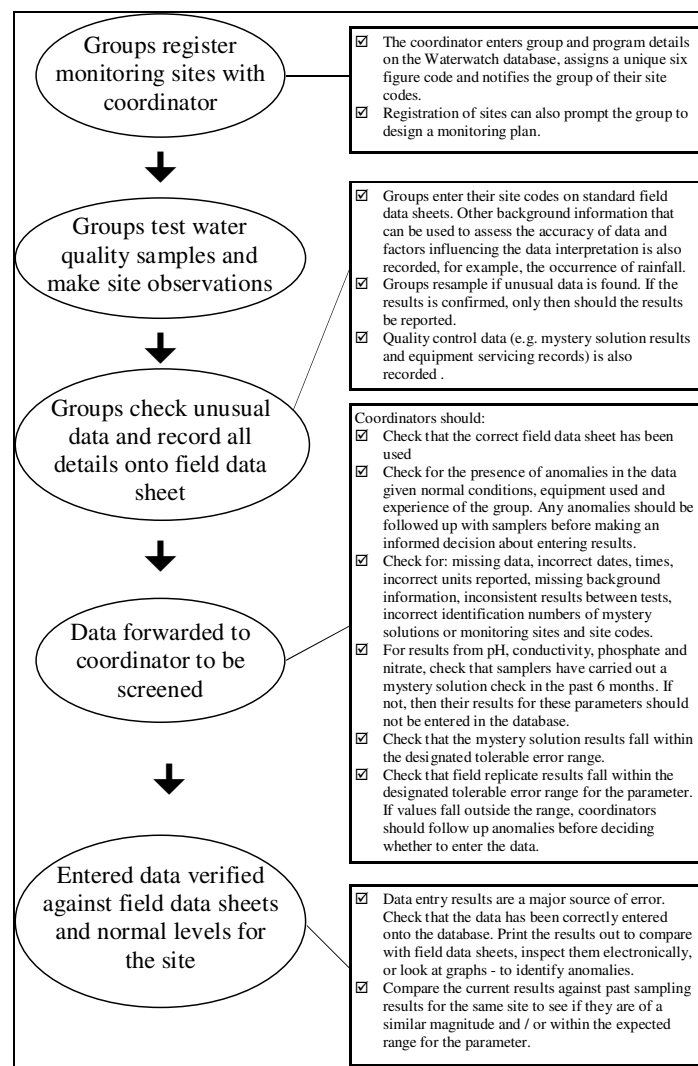 Groups register
monitoring sites with
coordinator
☑ The coordinator enters group and program details
on the Waterwatch database, assigns a unique six
figure code and notifies the group of their site
codes.
☑ Registration of sites can also prompt the group to
design a monitoring plan.
Groups test water
quality samples and
make site observations
☑ Groups enter their site codes on standard field
data sheets. Other background information that
can be used to assess the accuracy of data and
factors influencing the data interpretation is also
recorded, for example, the occurrence of rainfall.
☑ Groups resample if unusual data is found. If the
results is confirmed, only then should the results
be reported.
☑ Quality control data (e.g. mystery solution results
and equipment servicing records) is also
recorded .
Groups check unusual
data and record all
details onto field data
sheet
Coordinators should:
☑ Check that the correct field data sheet has been
used
☑ Check for the presence of anomalies in the data
given normal conditions, equipment used and
experience of the group. Any anomalies should be
followed up with samplers before making an
informed decision about entering results.
☑ Check for: missing data, incorrect dates, times,
incorrect units reported, missing background
information, inconsistent results between tests,
incorrect identification numbers of mystery
solutions or monitoring sites and site codes.
☑ For results from pH, conductivity, phosphate and
nitrate, check that samplers have carried out a
mystery solution check in the past 6 months. If
not, then their results for these parameters should
not be entered in the database.
☑ Check that the mystery solution results fall within
the designated tolerable error range.
☑ Check that field replicate results fall within the
designated tolerable error range for the parameter.
If values fall outside the range, coordinators
should follow up anomalies before deciding
whether to enter the data.
Data forwarded to
coordinator to be
screened
Entered data verified
against field data sheets
and normal levels for
the site
☑ Data entry results are a major source of error.
Check that the data has been correctly entered
onto the database. Print the results out to compare
with field data sheets, inspect them electronically,
or look at graphs - to identify anomalies.
☑ Compare the current results against past sampling
results for the same site to see if they are of a
similar magnitude and / or within the expected
range for the parameter.